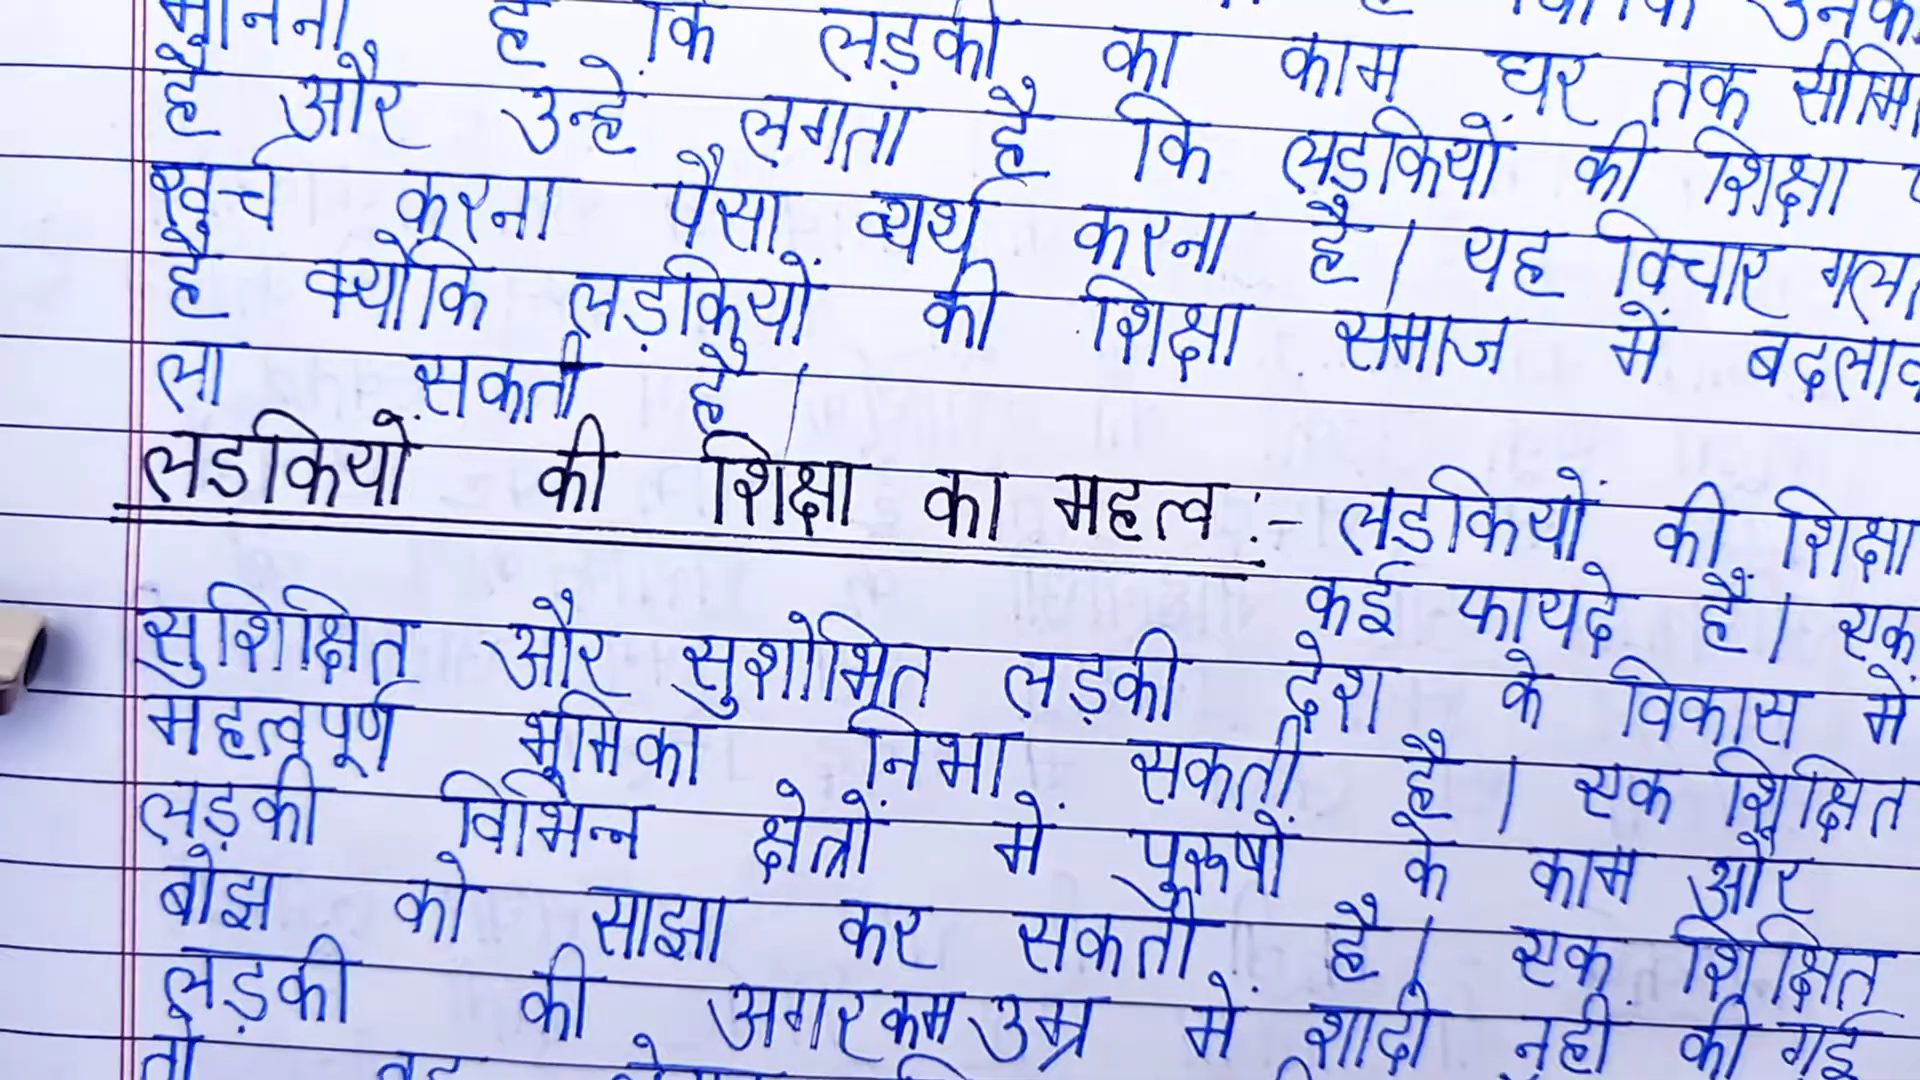 उनका
मानना है कि लड़की का काम घर तक सीमि
है और उन्हें लगता है कि लड़कियों की शिक्षा
खर्च करना पैसा व्यर्थ करना है। यह विचार गल
है क्योंकि लड़कियों की शिक्षा समाज में बदलाव
ला सकती है।
लडकियों की शिक्षा का महत्व :- लड़कियों की शिक्षा
कई फायदे हैं। एक
सुशिक्षित और सुशोभित लड़की देश के विकास में
महत्वपूर्ण भूमिका निभा सकती है। एक शिक्षित
लड़की विभिन्न क्षेत्रों में पुरूषों के काम और
बोझ को साझा कर सकती है। एक शिक्षित
लड़की की अगर कम उम्र में शादी नही की गई
तो वह